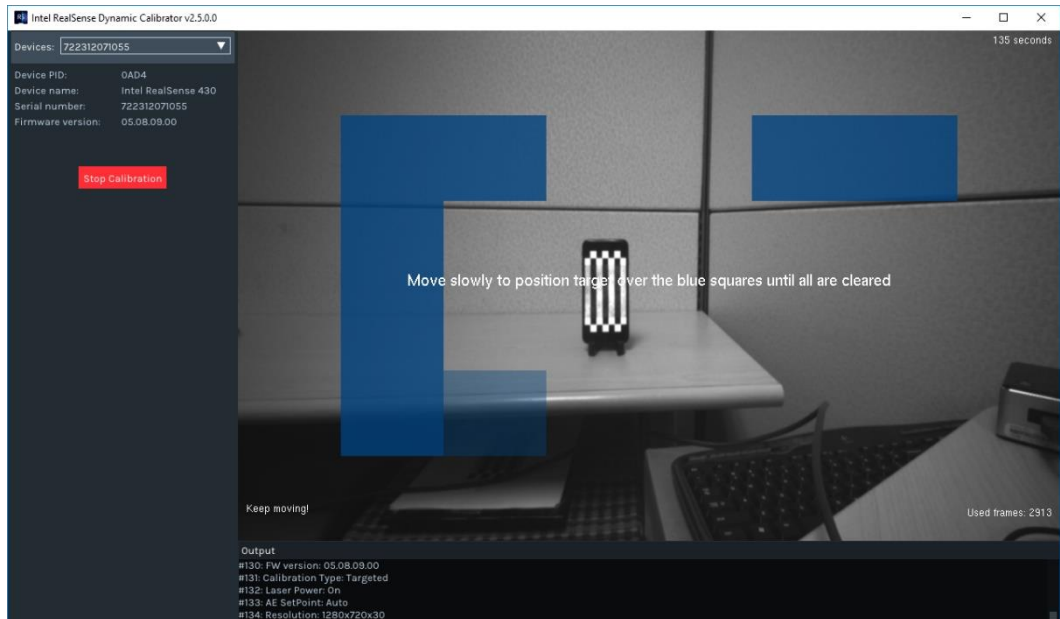 Intel RealSense Dynamic Calibrator v2.5.0.0
Devices: 722312071055
135 seconds
Device PID: 0AD4
Device name: Intel RealSense 430
Serial number: 722312071055
Firmware version: 05.08.09.00
Stop Calibration
Move slowly to position target over the blue squares until all are cleared
Keep moving!
Used frames: 2913
Output
#130: FW version: 05.08.09.00
#131: Calibration Type: Targeted
#132: Laser Power: On
#133: AE SetPoint: Auto
#134: Resolution: 1280x720x30